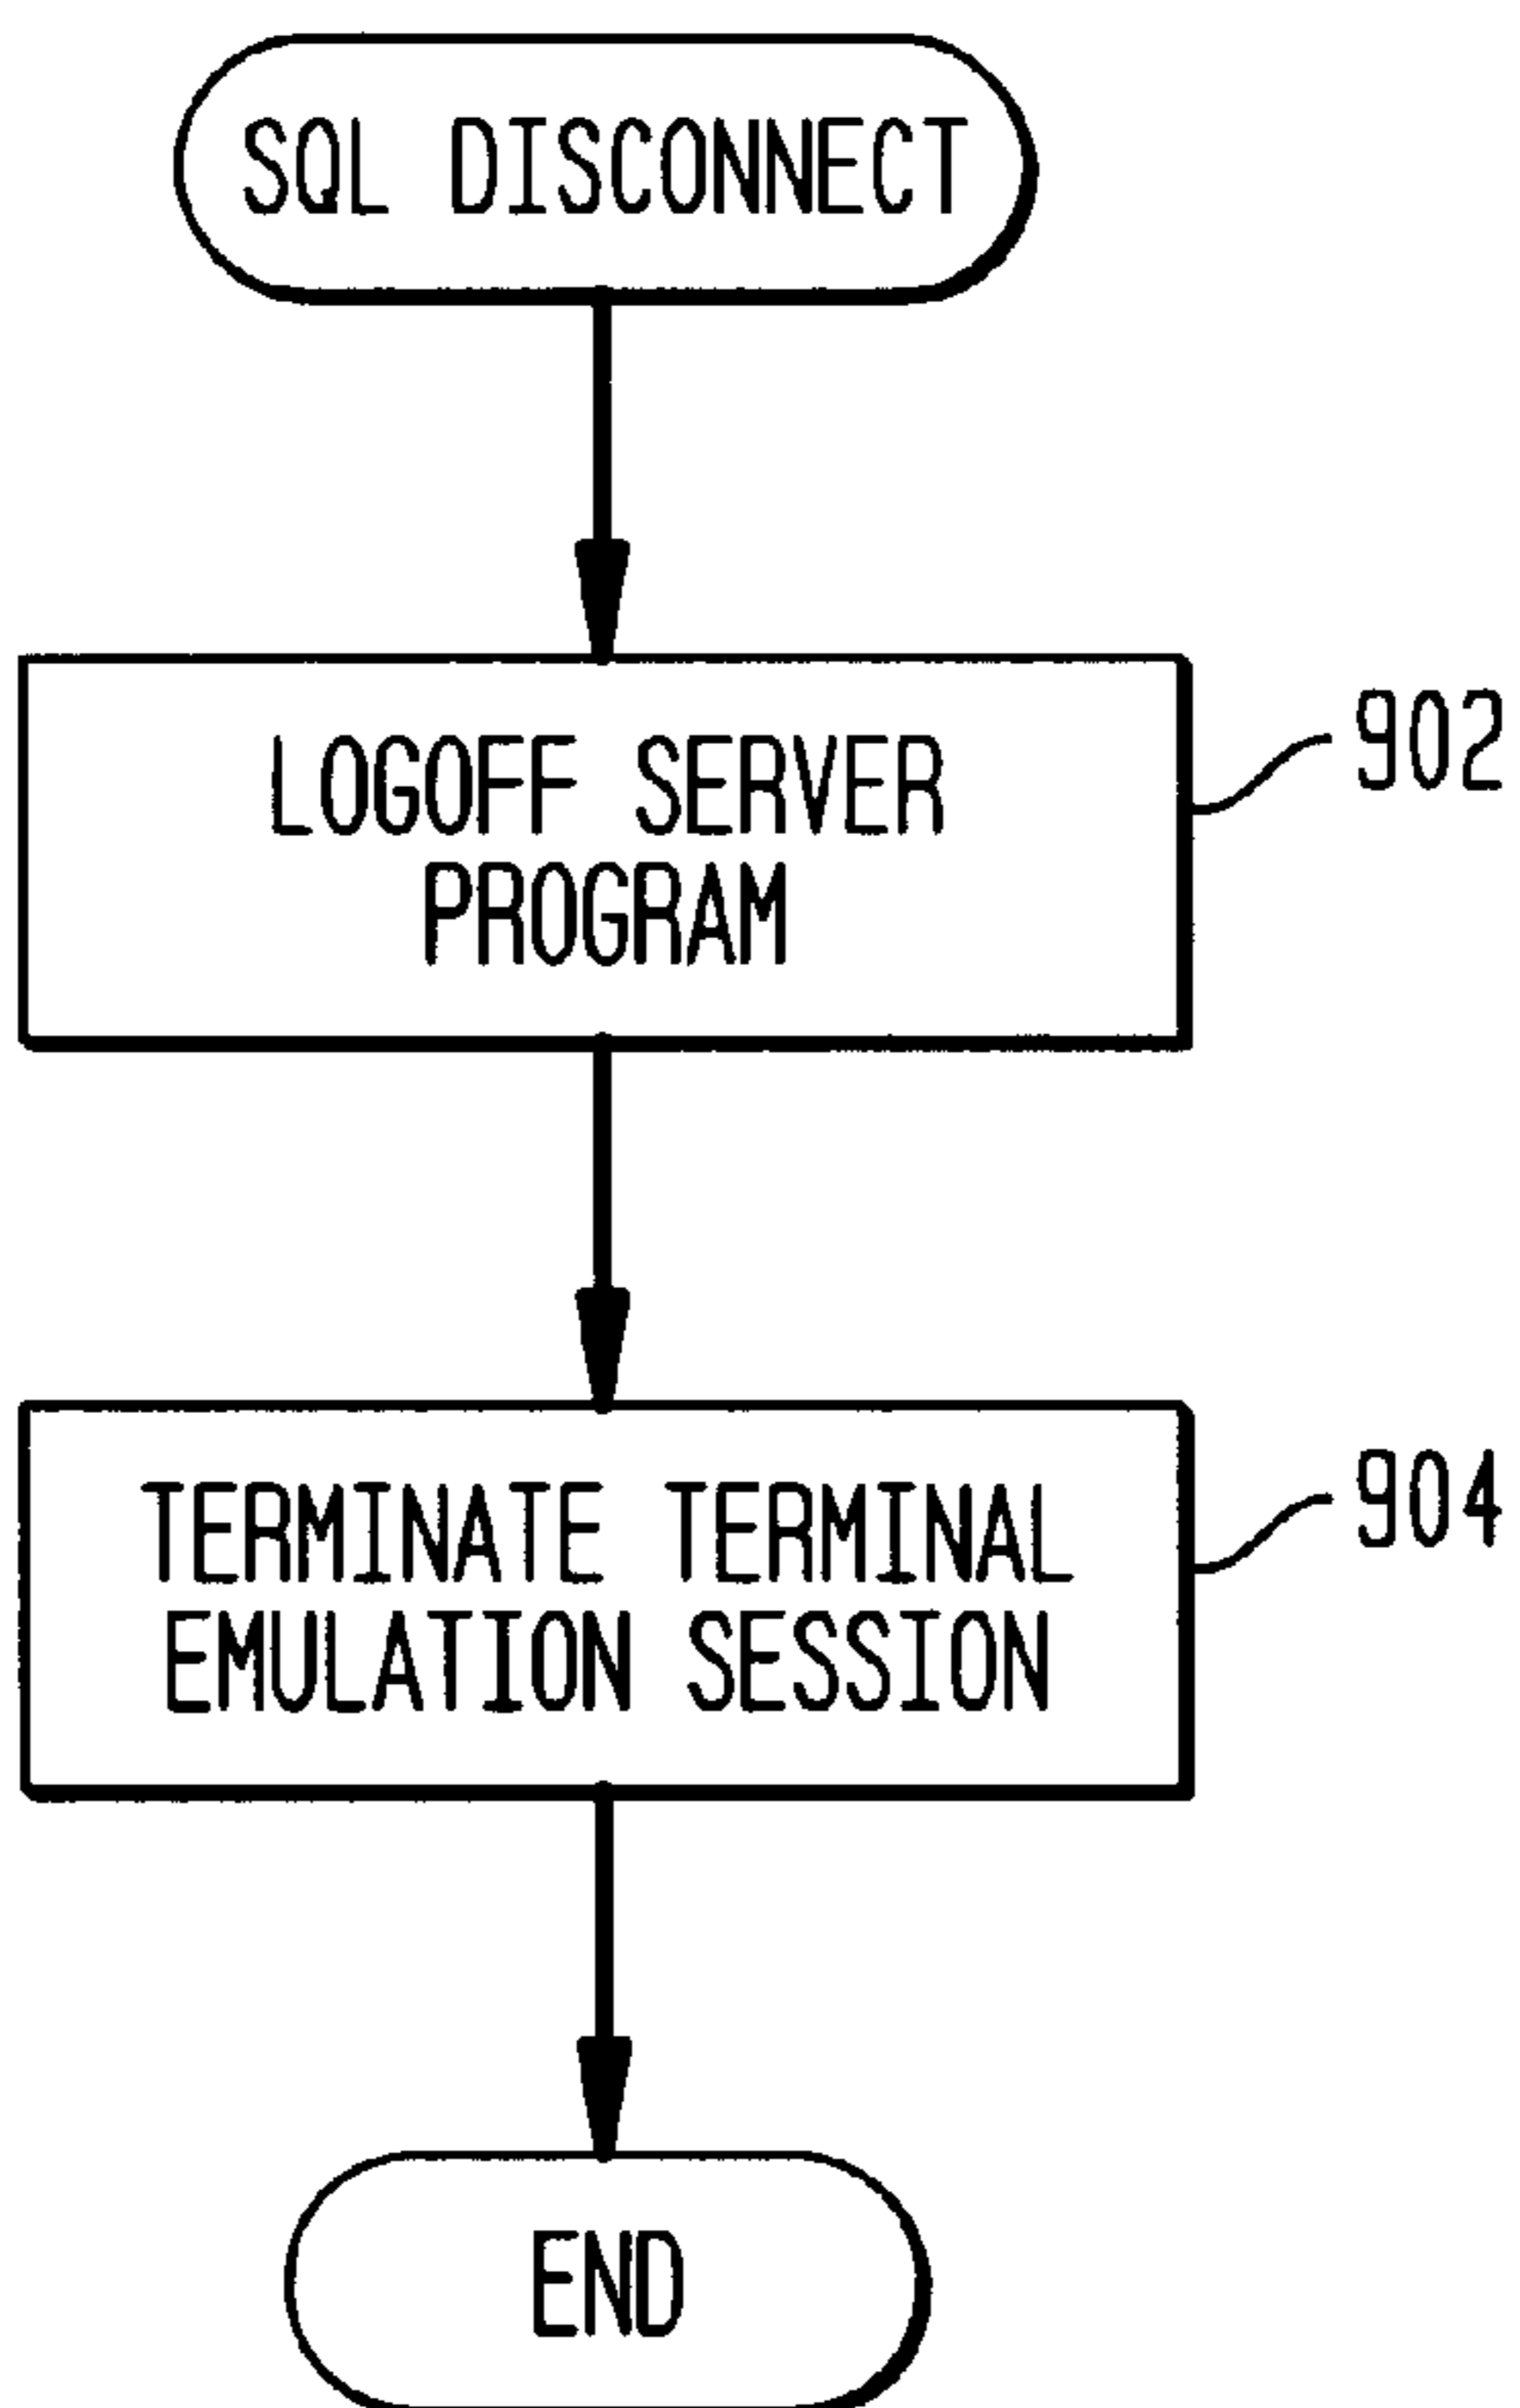 SQL DISCONNECT
LOGOFF SERVER
PROGRAM
902
TERMINATE TERMINAL
EMULATION SESSION
904
END